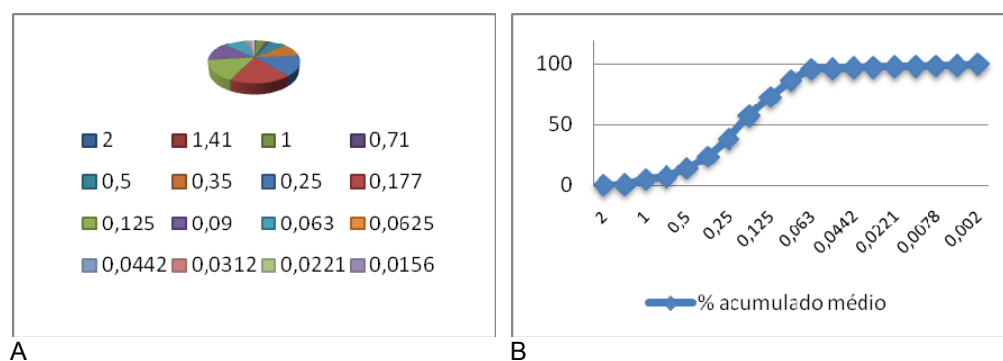 2 1,41 1 0,71
0,5 0,35 0,25 0,177
0,125 0,09 0,063 0,0625
0,0442 0,0312 0,0221 0,0156
A
100
50
0
2 1 0,5 0,25 0,125 0,063 0,0442 0,0221 0,0078 0,002
% acumulado médio
B